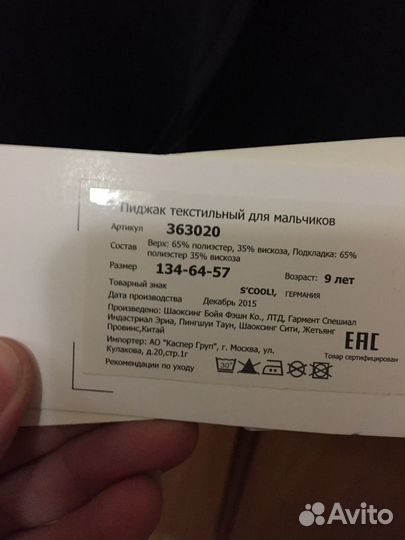 Пиджак текстильный для мальчиков
Артикул 363020
Состав Верх: 65% полиэстер, 35% вискоза, Подкладка: 65%
полиэстер 35% вискоза
Размер 134-64-57 Возраст: 9 лет
Товарный знак S'COOL!, ГЕРМАНИЯ
Дата производства Декабрь 2015
Произведено: Шаоксинг Бойя Фэшн Ко., ЛТД, Гармент Спешиал
Индастриал Эриа, Пингшуи Таун, Шаоксинг Сити, Жетьянг
Провинс,Китай
EAC
Товар сертифицирован
Импортер: АО "Каспер Груп", г. Москва, ул.
Кулакова, д.20,стр.1г
Рекомендации по уходу 30°
Avito